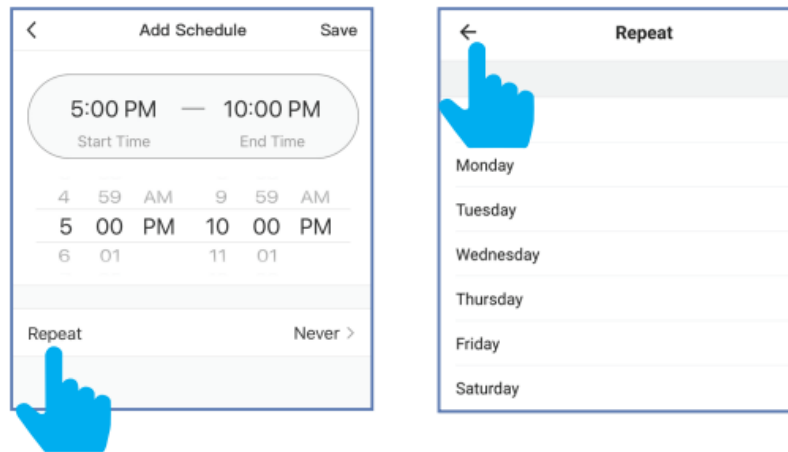 Add Schedule Save
5:00 PM — 10:00 PM
Start Time End Time
4 59 AM 9 59 AM
5 00 PM 10 00 PM
6 01 11 01
Repeat Never >
Repeat
Monday
Tuesday
Wednesday
Thursday
Friday
Saturday